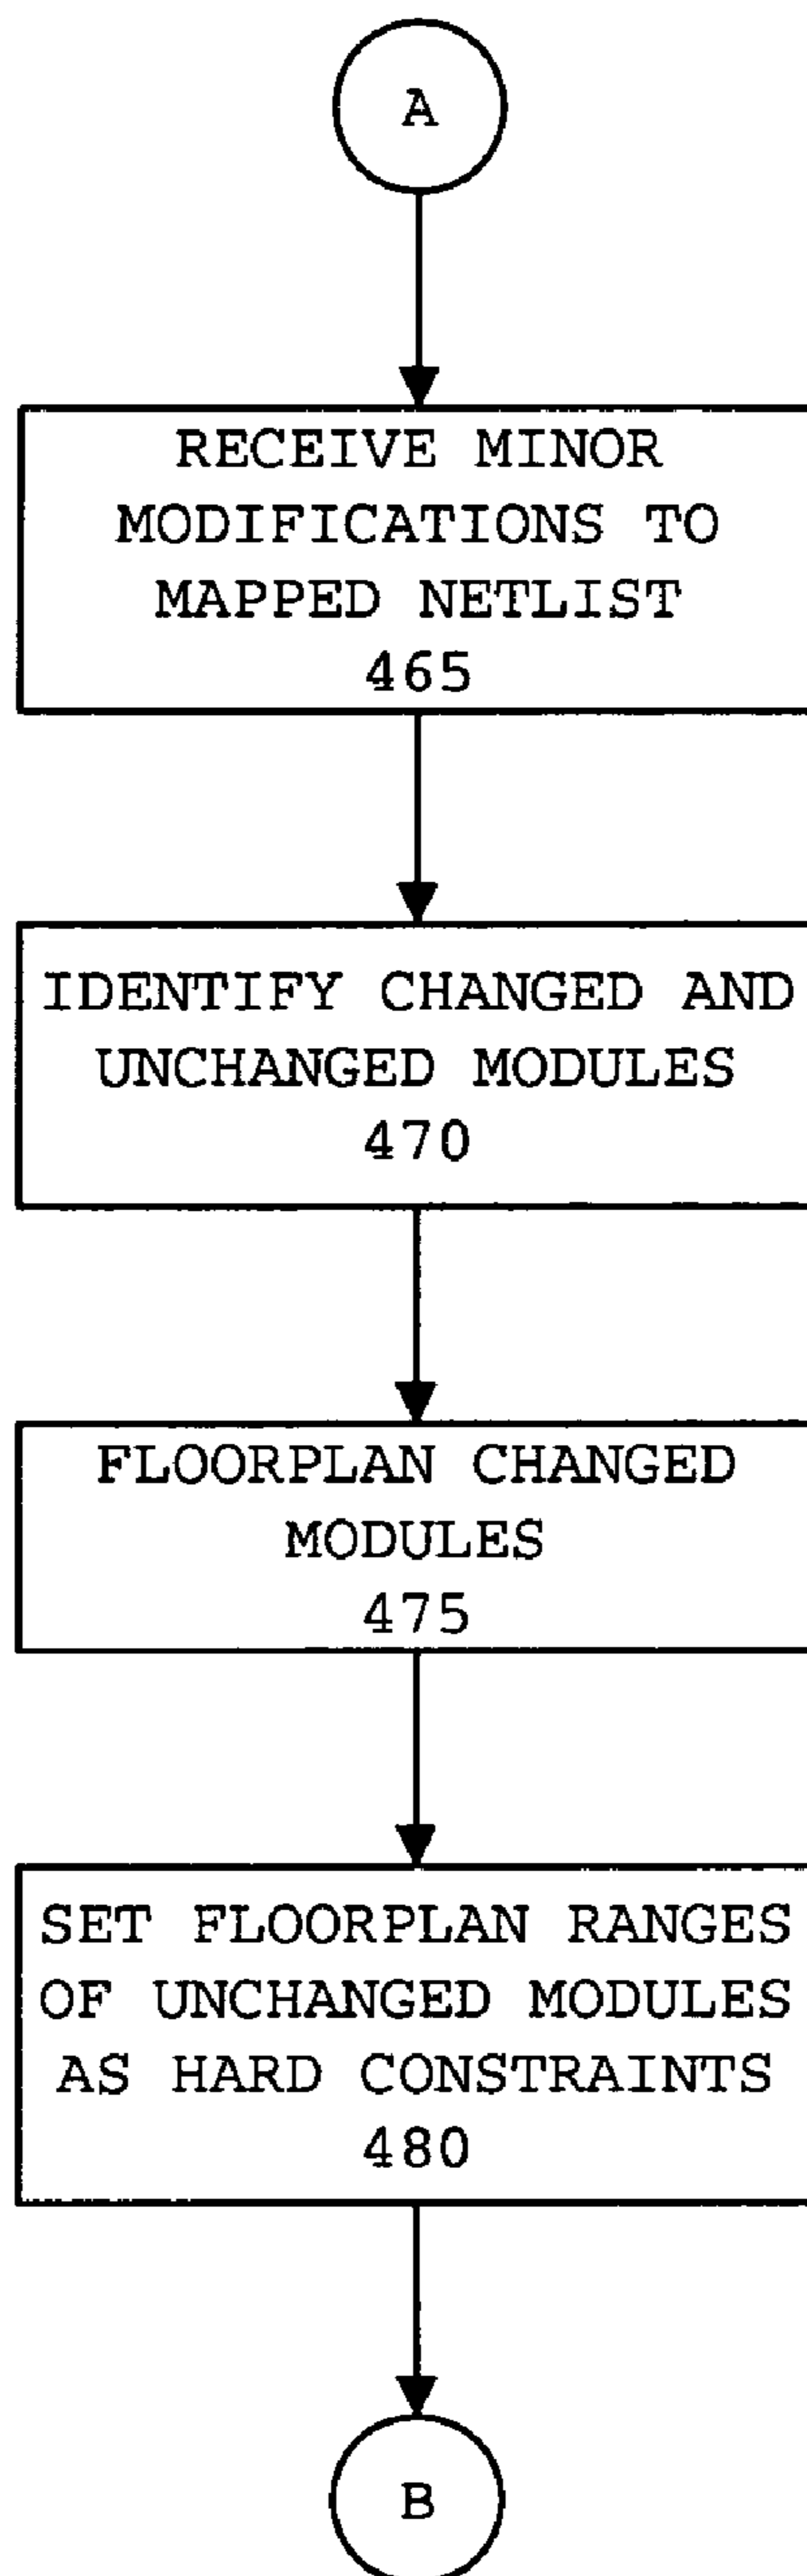 A
RECEIVE MINOR
MODIFICATIONS TO
MAPPED NETLIST
465
IDENTIFY CHANGED AND
UNCHANGED MODULES
470
FLOORPLAN CHANGED
MODULES
475
SET FLOORPLAN RANGES
OF UNCHANGED MODULES
AS HARD CONSTRAINTS
480
B